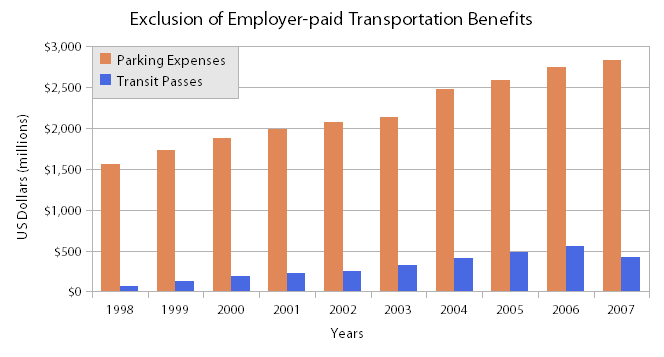 Exclusion of Employer-paid Transportation Benefits
$3,000
$2,500
$2,000
$1,500
$1,000
$500
$0
US Dollars (millions)
Parking Expenses
Transit Passes
1998 1999 2000 2001 2002 2003 2004 2005 2006 2007
Years